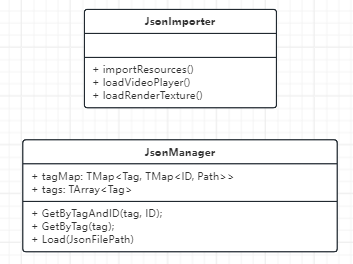 JsonImporter
+ importResources()
+ loadVideoPlayer()
+ loadRenderTexture()
JsonManager
+ tagMap: TMap<Tag, TMap<ID, Path>>
+ tags: TArray<Tag>
+ GetByTagAndID(tag, ID);
+ GetByTag(tag);
+ Load(JsonFilePath)